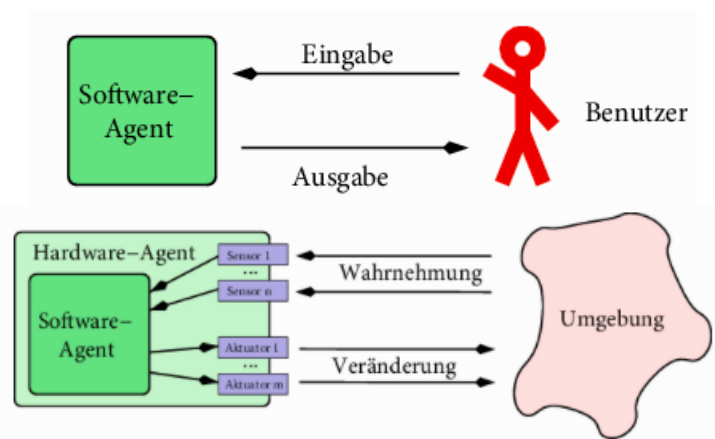 Eingabe
Software–
Agent
Benutzer
Ausgabe
Hardware–Agent
Sensor 1
...
Wahrnehmung
Sensor n
Software–
Agent
Umgebung
Aktuator 1
...
Veränderung
Aktuator m